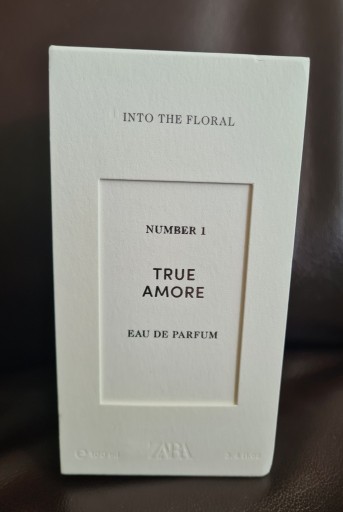 INTO THE FLORAL
NUMBER 1
TRUE
AMORE
EAU DE PARFUM
ZARA